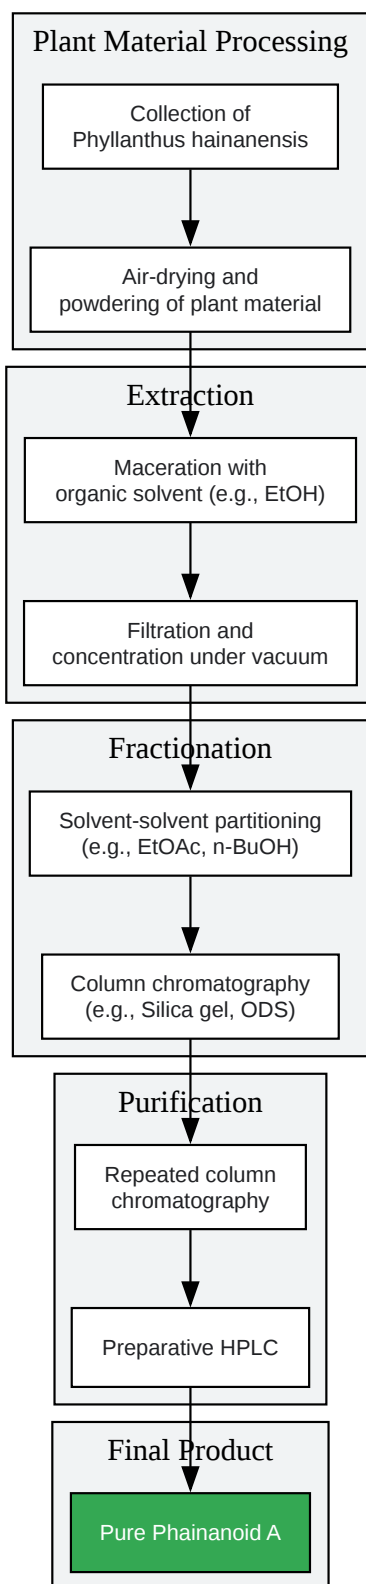 Plant Material Processing
Collection of
Phyllanthus hainanensis
Air-drying and
powdering of plant material
Extraction
Maceration with
organic solvent (e.g., EtOH)
Filtration and
concentration under vacuum
Fractionation
Solvent-solvent partitioning
(e.g., EtOAc, n-BuOH)
Column chromatography
(e.g., Silica gel, ODS)
Purification
Repeated column
chromatography
Preparative HPLC
Final Product
Pure Phainanoid A